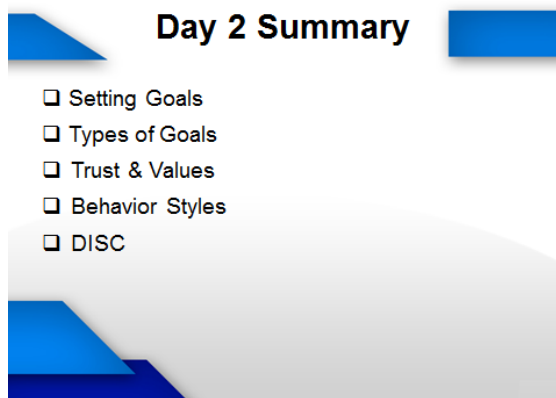 Day 2 Summary
❑ Setting Goals
❑ Types of Goals
❑ Trust & Values
❑ Behavior Styles
❑ DISC